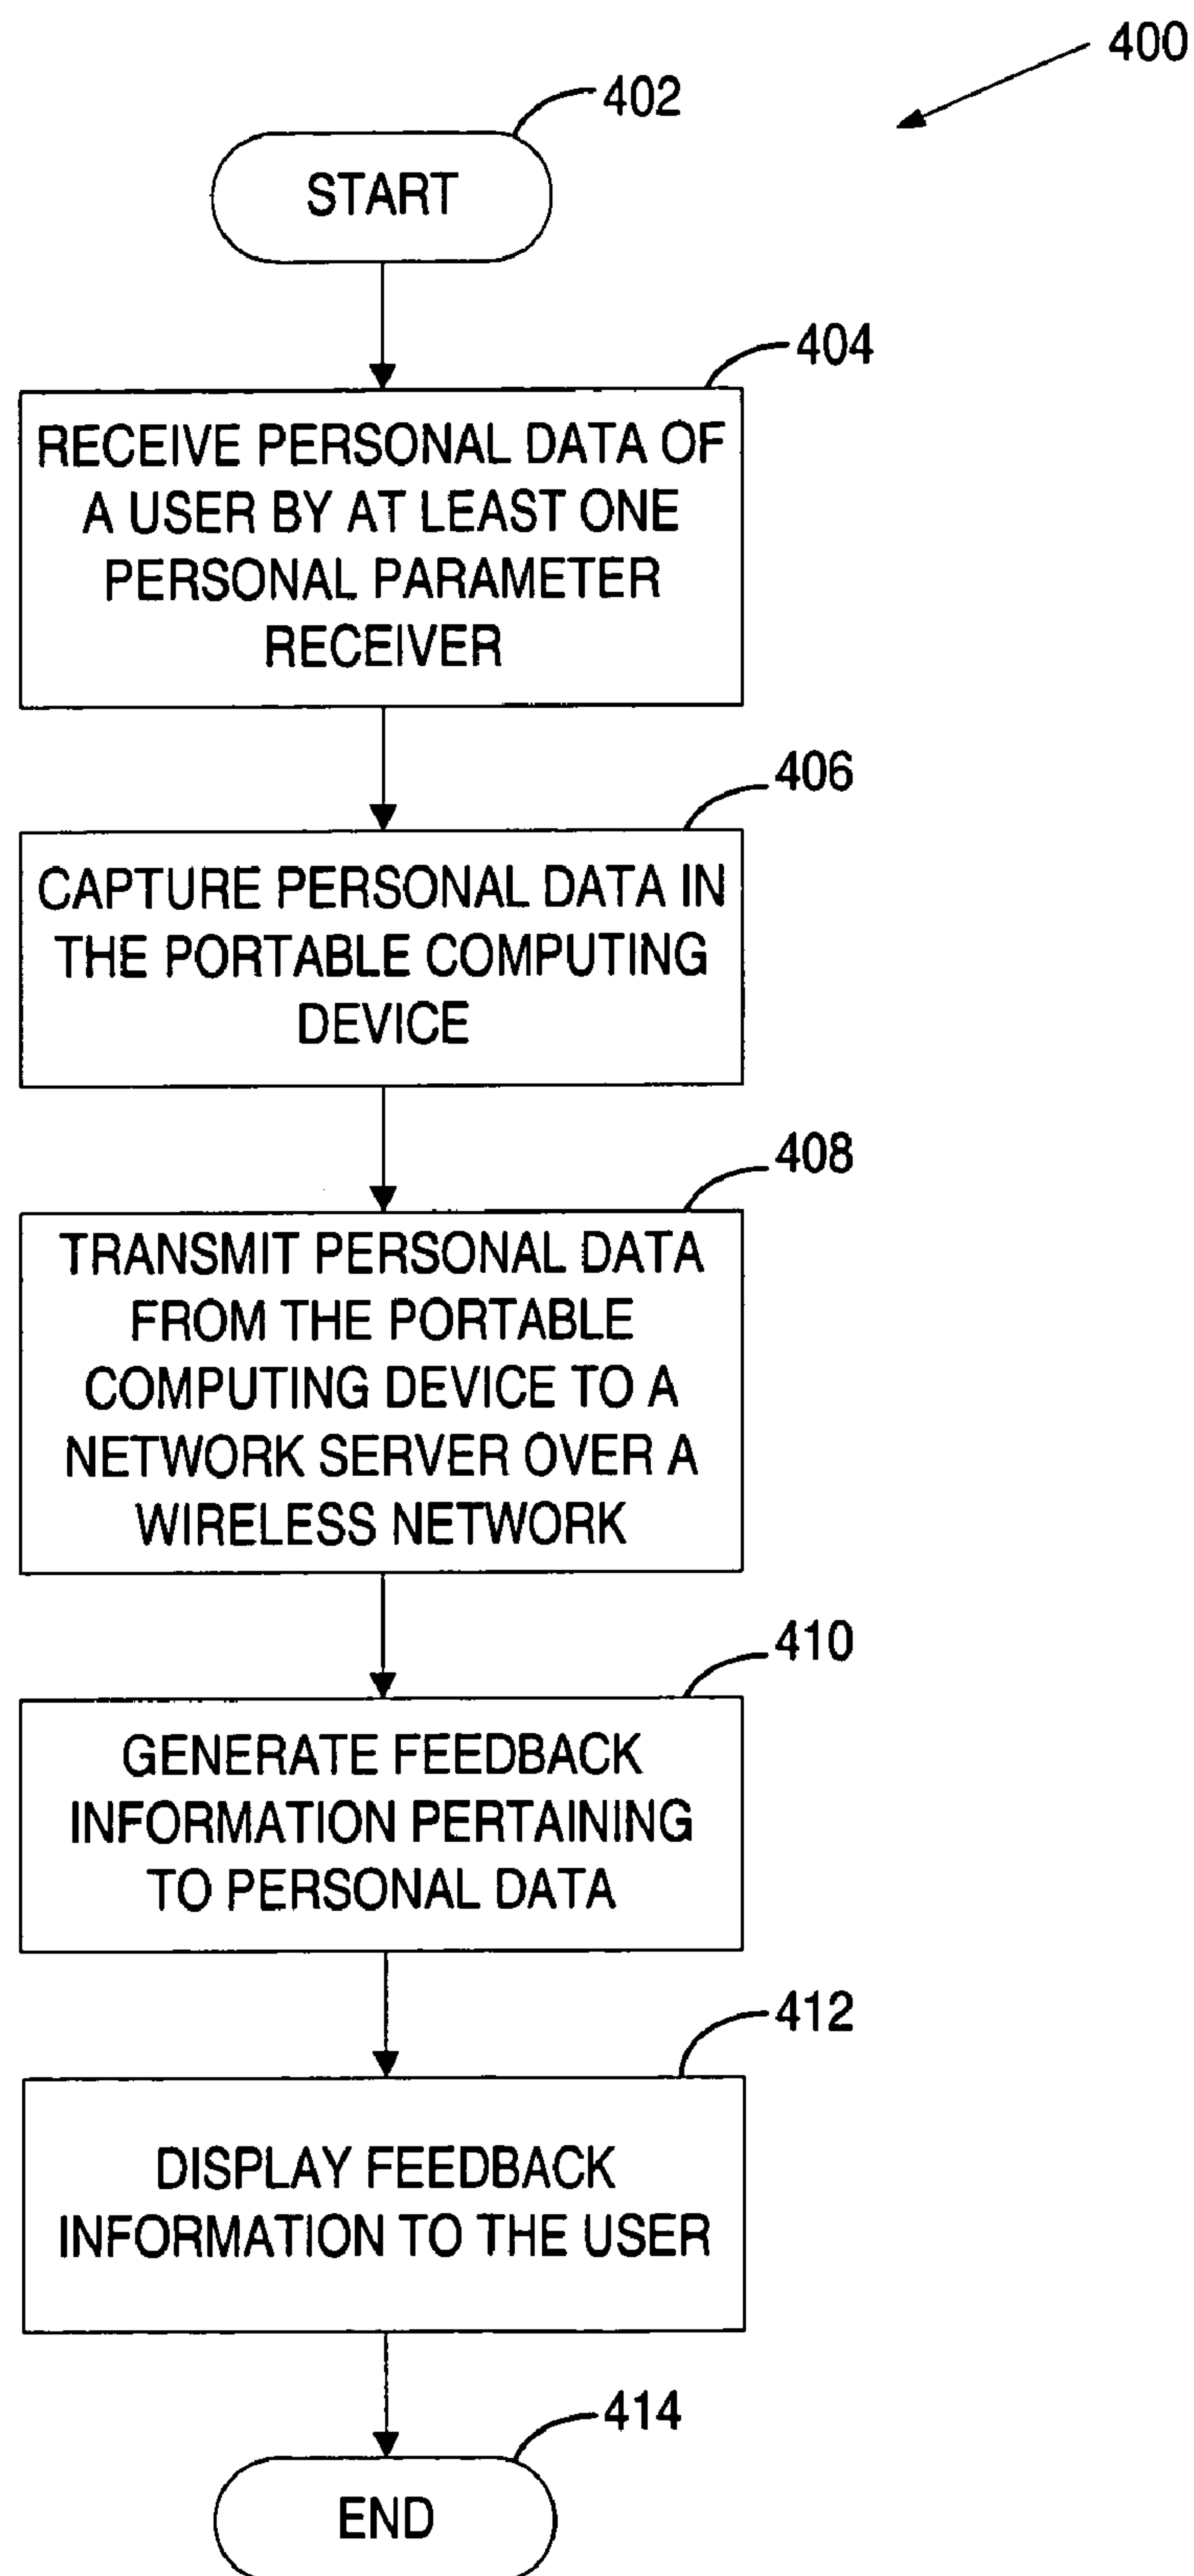 400
402
START
404
RECEIVE PERSONAL DATA OF
A USER BY AT LEAST ONE
PERSONAL PARAMETER
RECEIVER
406
CAPTURE PERSONAL DATA IN
THE PORTABLE COMPUTING
DEVICE
408
TRANSMIT PERSONAL DATA
FROM THE PORTABLE
COMPUTING DEVICE TO A
NETWORK SERVER OVER A
WIRELESS NETWORK
410
GENERATE FEEDBACK
INFORMATION PERTAINING
TO PERSONAL DATA
412
DISPLAY FEEDBACK
INFORMATION TO THE USER
414
END